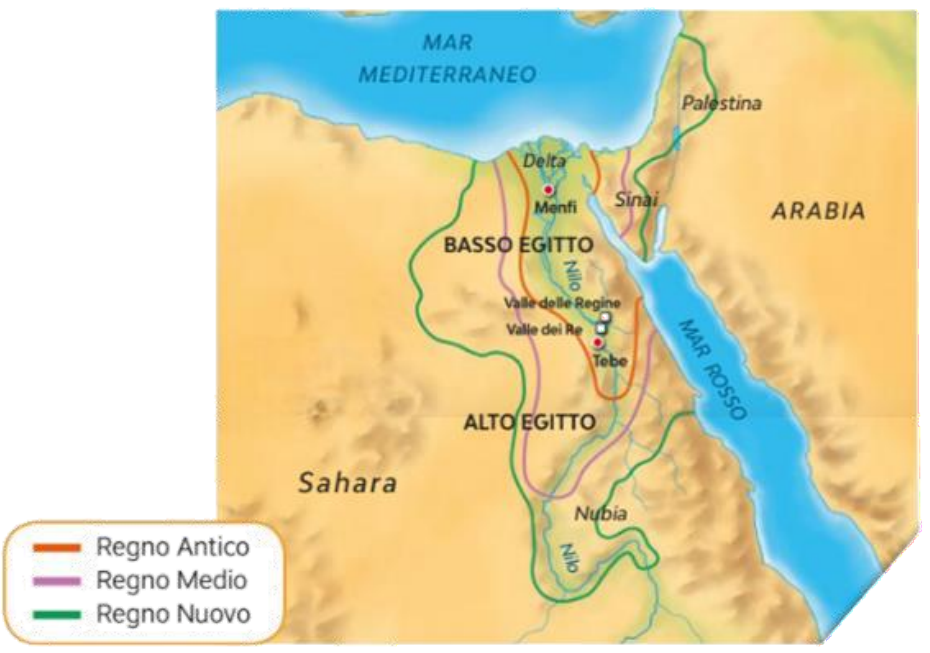 MAR
MEDITERRANEO
Palestina
Delta
Menfi
Sinai
ARABIA
BASSO EGITTO
Nilo
Valle delle Regine
Valle dei Re
Tebe
MAR ROSSO
ALTO EGITTO
Sahara
Nubia
Nilo
Regno Antico
Regno Medio
Regno Nuovo